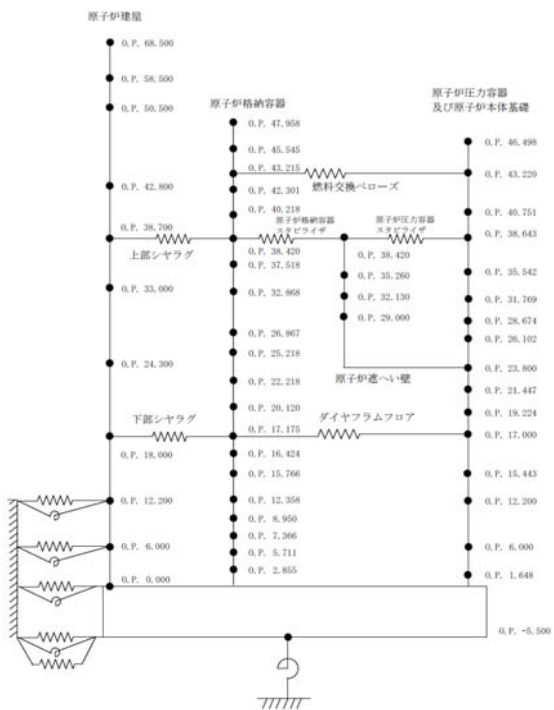 原子炉建屋
O.P. 68.500
O.P. 58.500
O.P. 50.500
O.P. 42.800
O.P. 38.700
上部シヤラグ
O.P. 33.000
O.P. 24.300
下部シヤラグ
O.P. 18.000
O.P. 12.200
O.P. 6.000
O.P. 0.000
原子炉格納容器
O.P. 47.958
O.P. 45.545
O.P. 43.215
O.P. 42.301
O.P. 40.218
O.P. 38.420
O.P. 37.518
O.P. 32.868
O.P. 26.867
O.P. 25.218
O.P. 22.218
O.P. 20.120
O.P. 17.175
O.P. 16.424
O.P. 15.766
O.P. 12.358
O.P. 8.950
O.P. 7.366
O.P. 5.711
O.P. 2.855
燃料交換ベローズ
原子炉格納容器
スタビライザ
原子炉圧力容器
スタビライザ
O.P. 38.420
O.P. 35.260
O.P. 32.130
O.P. 29.000
原子炉遮へい壁
ダイヤフラムフロア
原子炉圧力容器
及び原子炉本体基礎
O.P. 46.498
O.P. 43.220
O.P. 40.751
O.P. 38.643
O.P. 35.542
O.P. 31.769
O.P. 28.674
O.P. 26.102
O.P. 23.800
O.P. 21.447
O.P. 19.224
O.P. 17.000
O.P. 15.443
O.P. 12.200
O.P. 6.000
O.P. 1.648
O.P. -5.500